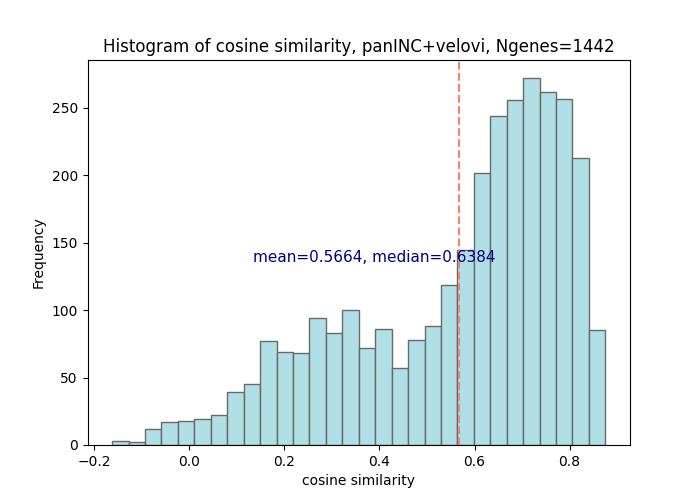 Histogram of cosine similarity, panINC+velovi, Ngenes=1442
250
200
150
100
50
0
Frequency
mean=0.5664, median=0.6384
−0.2 0.0 0.2 0.4 0.6 0.8
cosine similarity